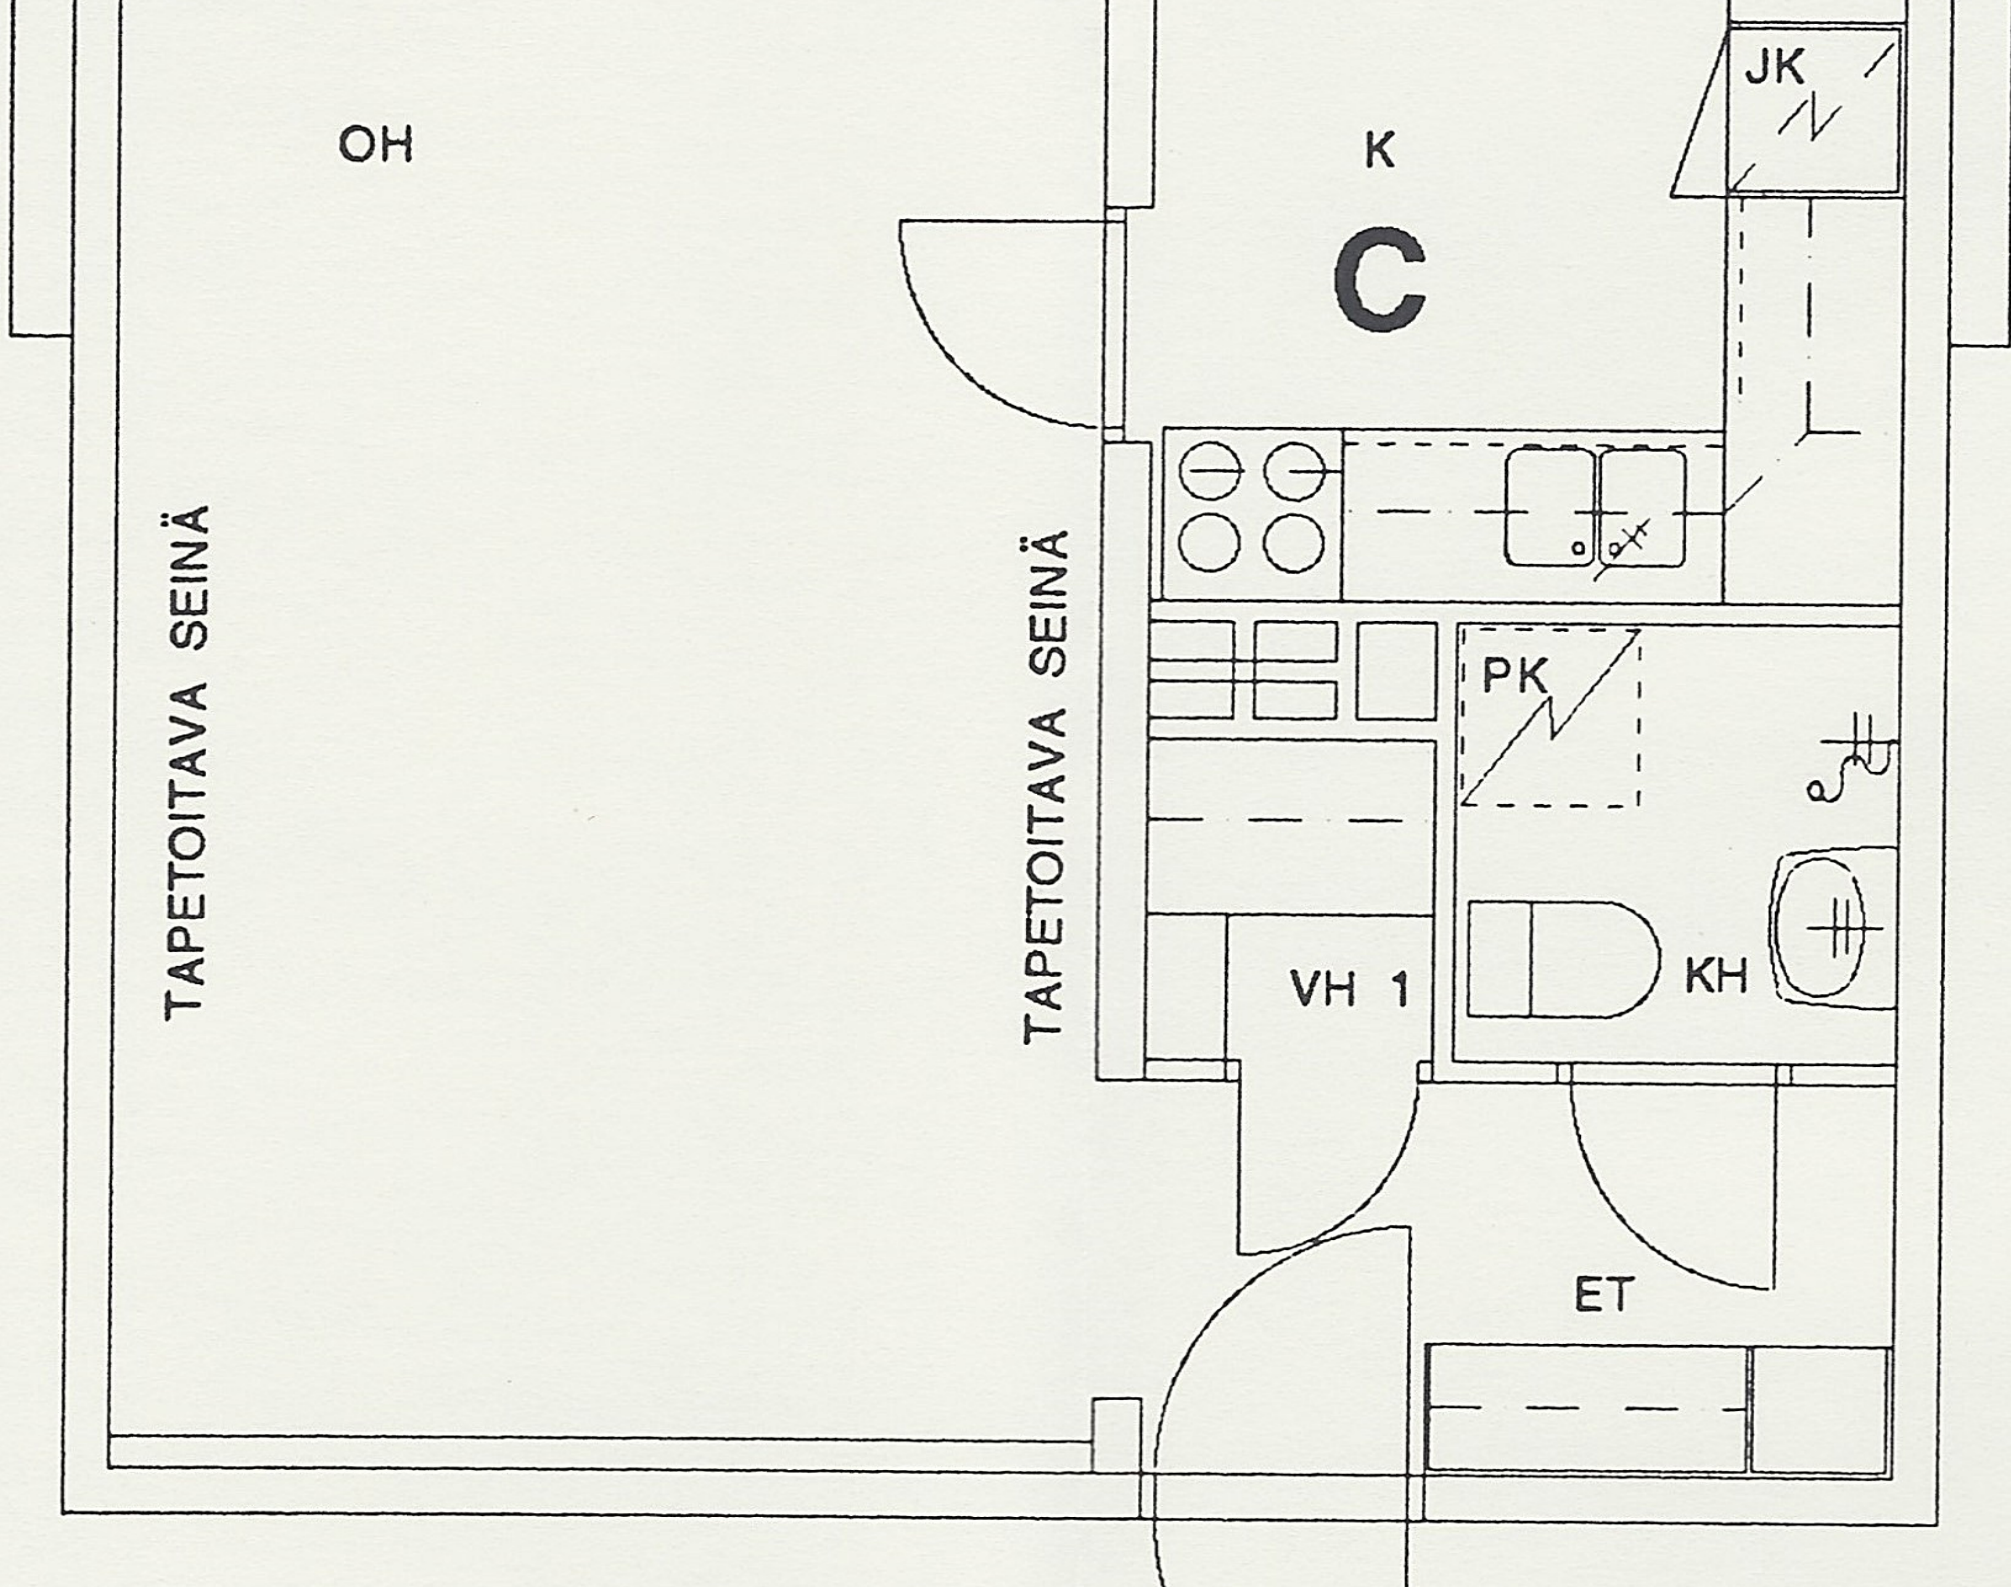 JK
OH
K
C
TAPETOITAVA SEINÄ
TAPETOITAVA SEINÄ
PK
VH 1
KH
ET